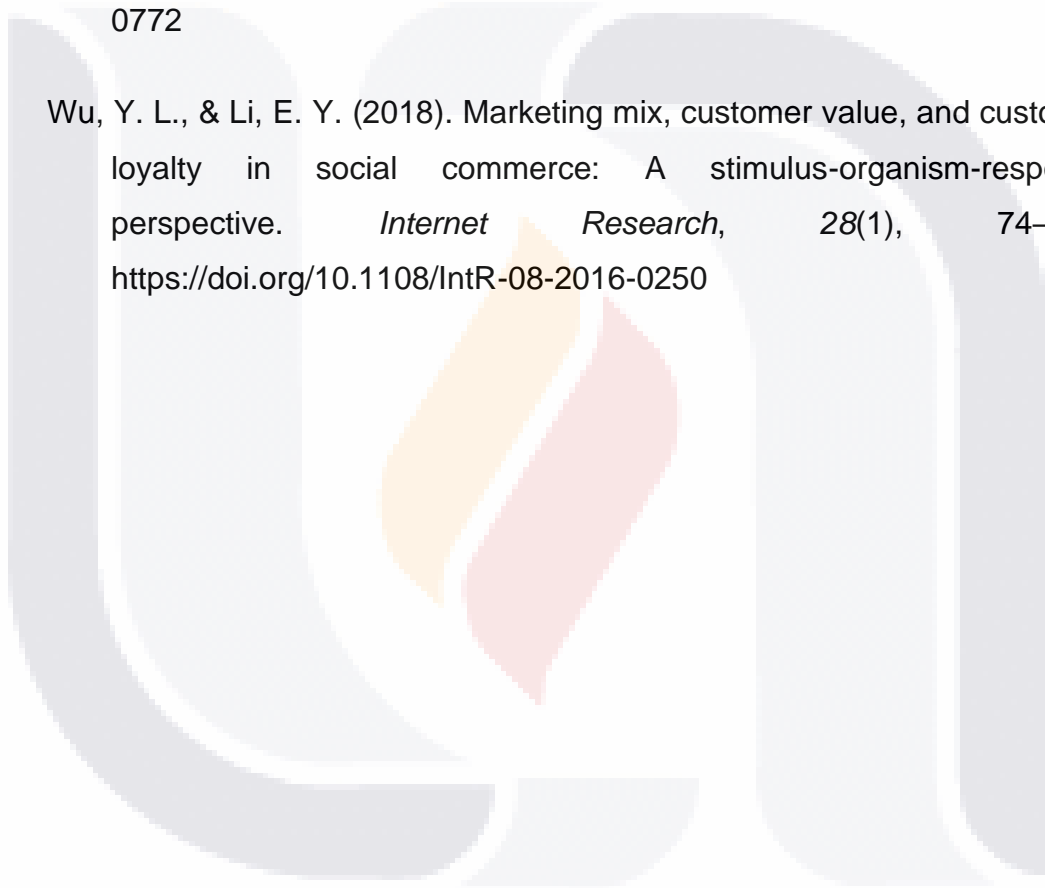 0772
Wu, Y. L., & Li, E. Y. (2018). Marketing mix, customer value, and custo
loyalty in social commerce: A stimulus-organism-resp
perspective. Internet Research, 28(1), 74–
https://doi.org/10.1108/IntR-08-2016-0250